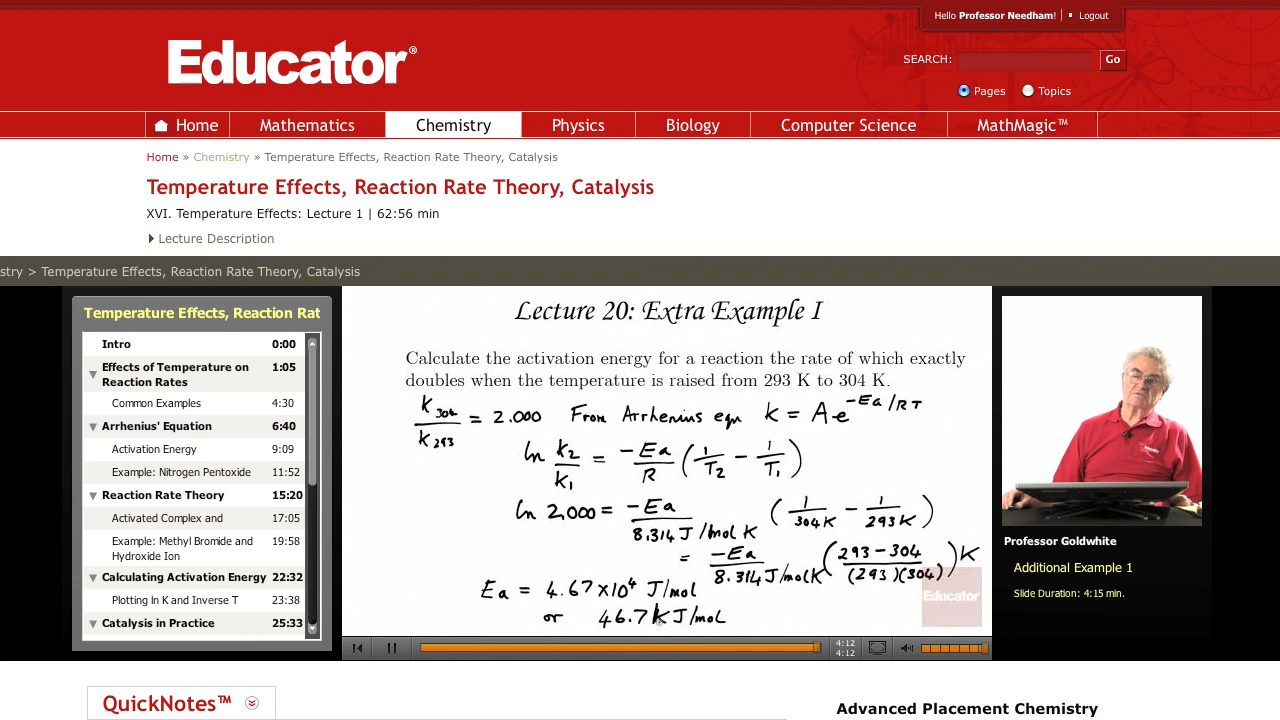 Hello Professor Needham! | Logout
Educator®
SEARCH: Go
Pages Topics
Home Mathematics Chemistry Physics Biology Computer Science MathMagic™
Home » Chemistry » Temperature Effects, Reaction Rate Theory, Catalysis
Temperature Effects, Reaction Rate Theory, Catalysis
XVI. Temperature Effects: Lecture 1 | 62:56 min
Lecture Description
stry > Temperature Effects, Reaction Rate Theory, Catalysis
Temperature Effects, Reaction Rat
Intro 0:00
Effects of Temperature on 1:05
Reaction Rates
Common Examples 4:30
Arrhenius' Equation 6:40
Activation Energy 9:09
Example: Nitrogen Pentoxide 11:52
Reaction Rate Theory 15:20
Activated Complex and 17:05
Example: Methyl Bromide and 19:58
Hydroxide Ion
Calculating Activation Energy 22:32
Plotting ln K and Inverse T 23:38
Catalysis in Practice 25:33
Lecture 20: Extra Example I
Calculate the activation energy for a reaction the rate of which exactly
doubles when the temperature is raised from 293 K to 304 K.
k304/k293 = 2.000 From Arrhenius eqn k = Ae^-Ea/RT
ln k2/k1 = -Ea/R (1/T2 - 1/T1)
ln 2,000 = -Ea/8.314 J/mol K (1/304K - 1/293K)
= -Ea/8.314 J/molK (293-304/(293)(304)) K
Ea = 4.67×10^4 J/mol
or 46.7 kJ/mol
Educator
4:12
4:12
Professor Goldwhite
Additional Example 1
Slide Duration: 4:15 min.
QuickNotes™
Advanced Placement Chemistry